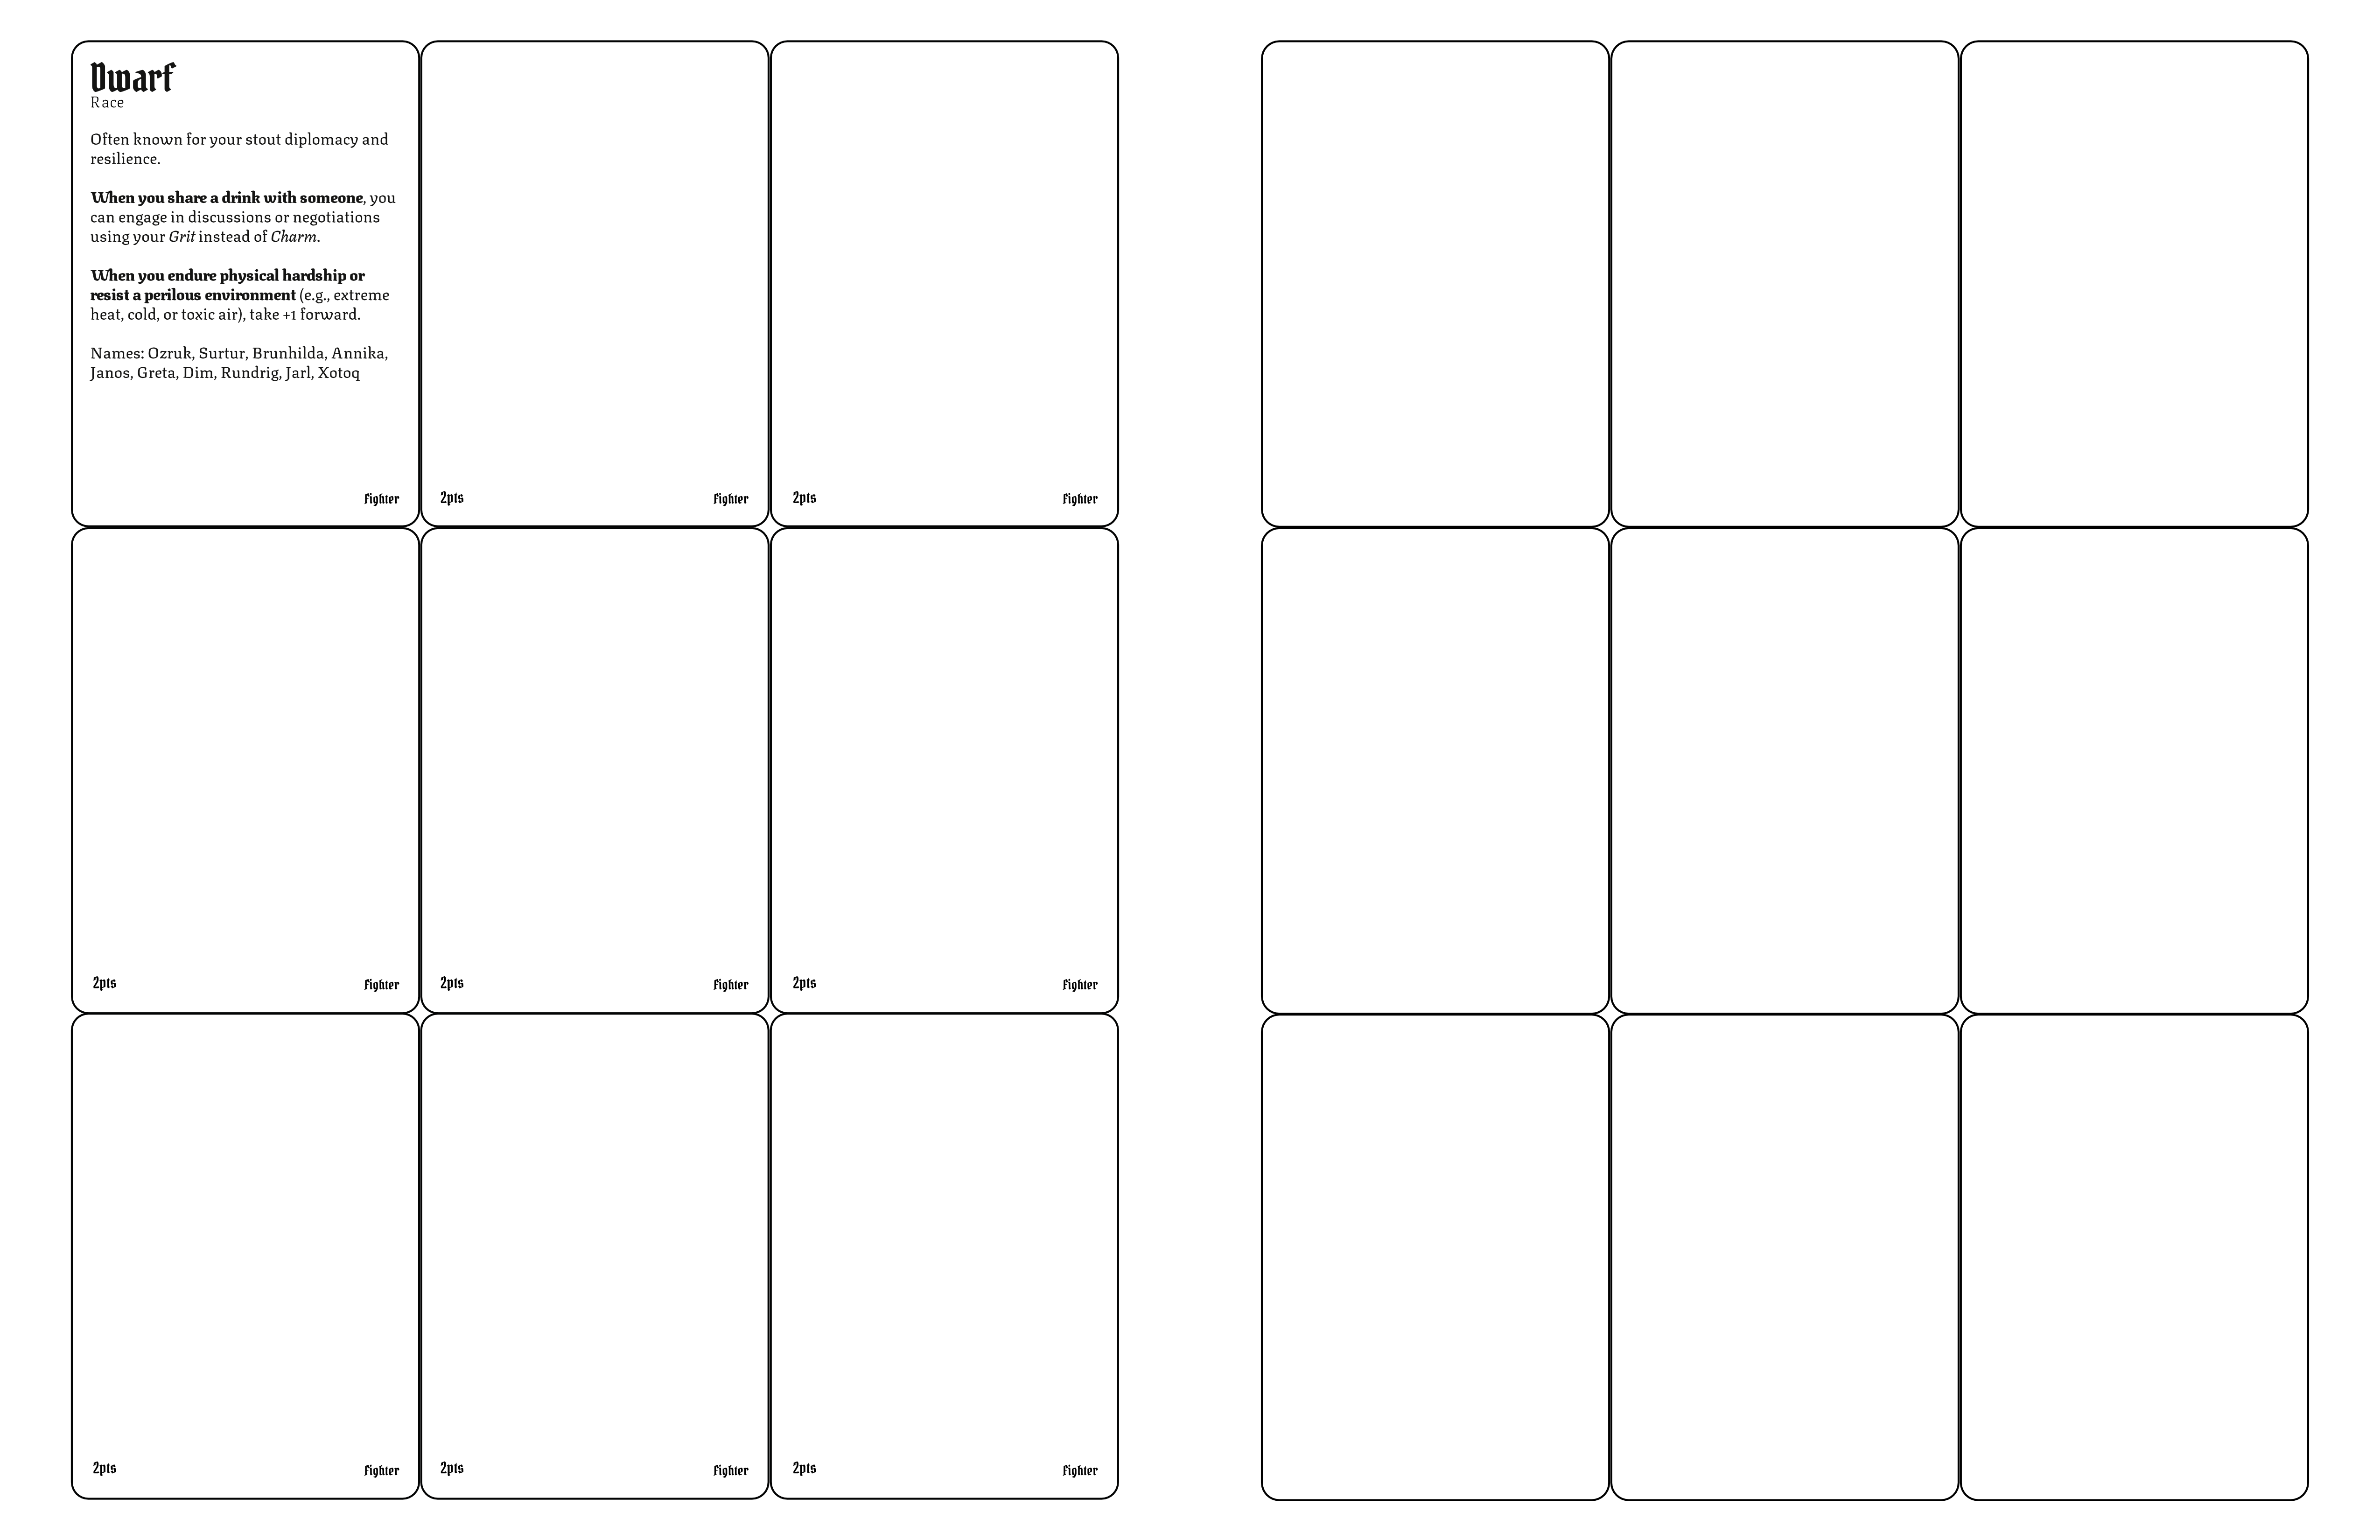 Dwarf
Race
Often known for your stout diplomacy and
resilience.
When you share a drink with someone, you
can engage in discussions or negotiations
using your Grit instead of Charm.
When you endure physical hardship or
resist a perilous environment (e.g., extreme
heat, cold, or toxic air), take +1 forward.
Names: Ozruk, Surtur, Brunhilda, Annika,
Janos, Greta, Dim, Rundrig, Jarl, Xotoq
Fighter
2pts
Fighter
2pts
Fighter
2pts
Fighter
2pts
Fighter
2pts
Fighter
2pts
Fighter
2pts
Fighter
2pts
Fighter